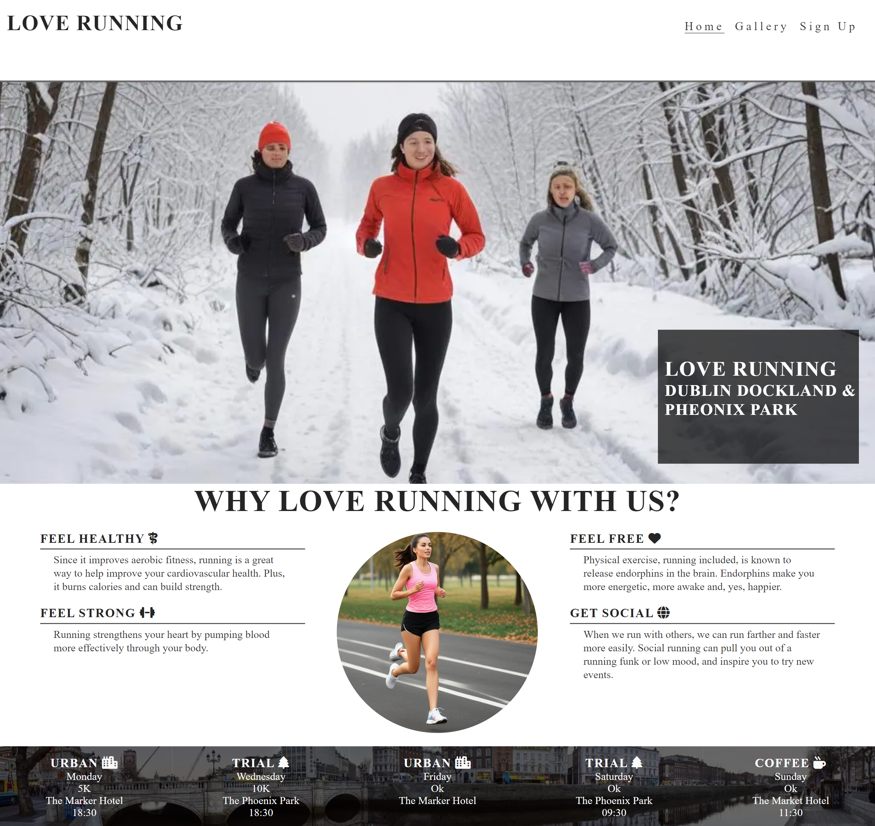 LOVE RUNNING
Home Gallery Sign Up
LOVE RUNNING
DUBLIN DOCKLAND &
PHEONIX PARK
WHY LOVE RUNNING WITH US?
FEEL HEALTHY
Since it improves aerobic fitness, running is a great
way to help improve your cardiovascular health. Plus,
it burns calories and can build strength.
FEEL STRONG
Running strengthens your heart by pumping blood
more effectively through your body.
FEEL FREE
Physical exercise, running included, is known to
release endorphins in the brain. Endorphins make you
more energetic, more awake and, yes, happier.
GET SOCIAL
When we run with others, we can run farther and faster
more easily. Social running can pull you out of a
running funk or low mood, and inspire you to try new
events.
URBAN
Monday
5K
The Marker Hotel
18:30
TRIAL
Wednesday
10K
The Phoenix Park
18:30
URBAN
Friday
Ok
The Marker Hotel
TRIAL
Saturday
Ok
The Phoenix Park
09:30
COFFEE
Sunday
Ok
The Market Hotel
11:30